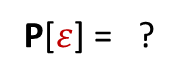 P[ε] = ?